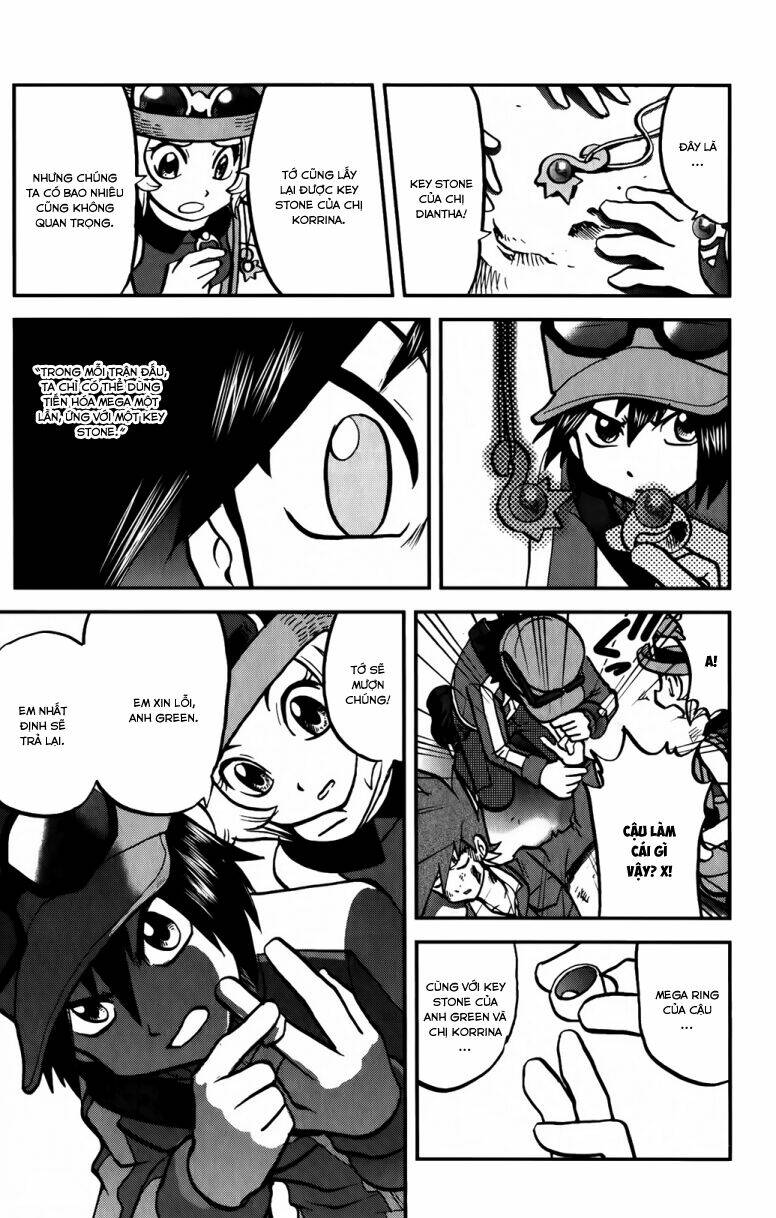 ĐÂY LÀ
...
KEY STONE
CỦA CHỊ
DIANTHA!
TỚ CŨNG LẤY
LẠI ĐƯỢC KEY
STONE CỦA CHỊ
KORRINA.
NHƯNG CHÚNG
TA CÓ BAO NHIÊU
CŨNG KHÔNG
QUAN TRỌNG.
"TRONG MỖI TRẬN ĐẤU,
TA CHỈ CÓ THỂ DÙNG
TIẾN HÓA MEGA MỘT
LẦN, ỨNG VỚI MỘT KEY
STONE."
A!
CẬU LÀM
CÁI GÌ
VẬY? X!
MEGA RING
CỦA CẬU
...
CÙNG VỚI KEY
STONE CỦA
ANH GREEN VÀ
CHỊ KORRINA
...
TỚ SẼ
MƯỢN
CHÚNG!
EM XIN LỖI,
ANH GREEN.
EM NHẤT
ĐỊNH SẼ
TRẢ LẠI.